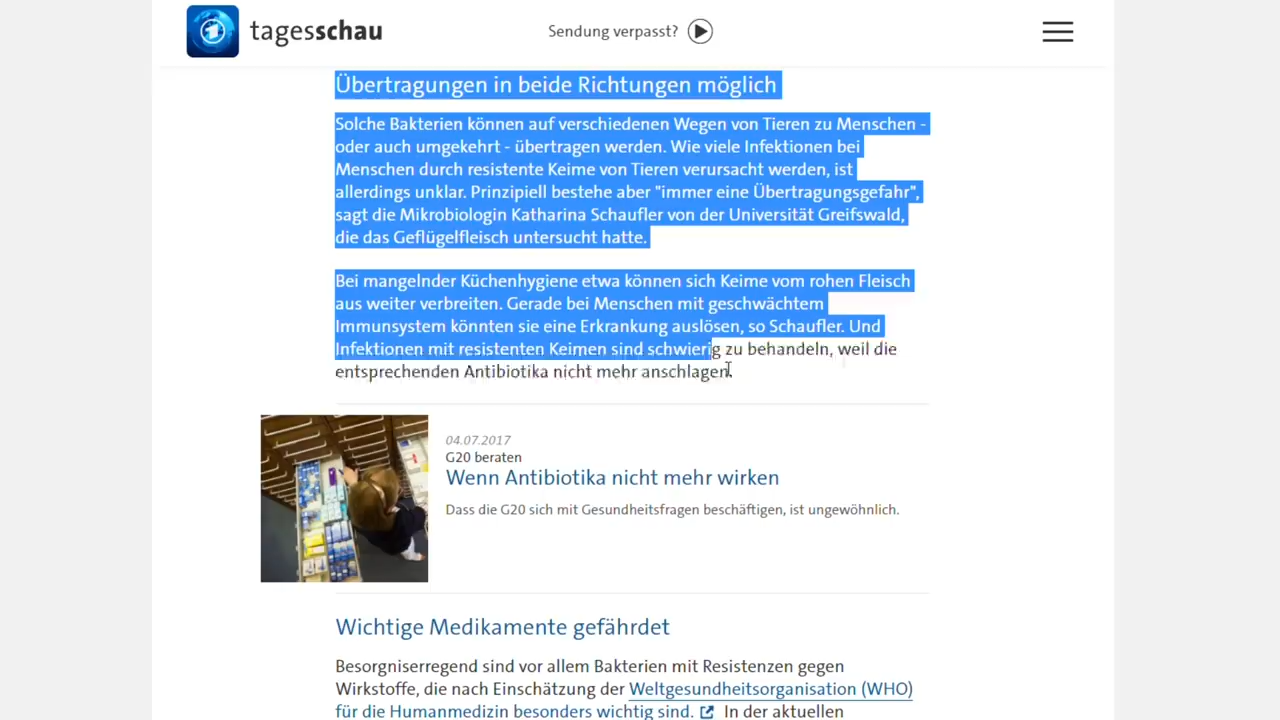 tagesschau
Sendung verpasst?
Übertragungen in beide Richtungen möglich
Solche Bakterien können auf verschiedenen Wegen von Tieren zu Menschen -
oder auch umgekehrt - übertragen werden. Wie viele Infektionen bei
Menschen durch resistente Keime von Tieren verursacht werden, ist
allerdings unklar. Prinzipiell bestehe aber "immer eine Übertragungsgefahr",
sagt die Mikrobiologin Katharina Schaufler von der Universität Greifswald,
die das Geflügelfleisch untersucht hatte.
Bei mangelnder Küchenhygiene etwa können sich Keime vom rohen Fleisch
aus weiter verbreiten. Gerade bei Menschen mit geschwächtem
Immunsystem könnten sie eine Erkrankung auslösen, so Schaufler. Und
Infektionen mit resistenten Keimen sind schwierig zu behandeln, weil die
entsprechenden Antibiotika nicht mehr anschlagen.
04.07.2017
G20 beraten
Wenn Antibiotika nicht mehr wirken
Dass die G20 sich mit Gesundheitsfragen beschäftigen, ist ungewöhnlich.
Wichtige Medikamente gefährdet
Besorgniserregend sind vor allem Bakterien mit Resistenzen gegen
Wirkstoffe, die nach Einschätzung der Weltgesundheitsorganisation (WHO)
für die Humanmedizin besonders wichtig sind. In der aktuellen